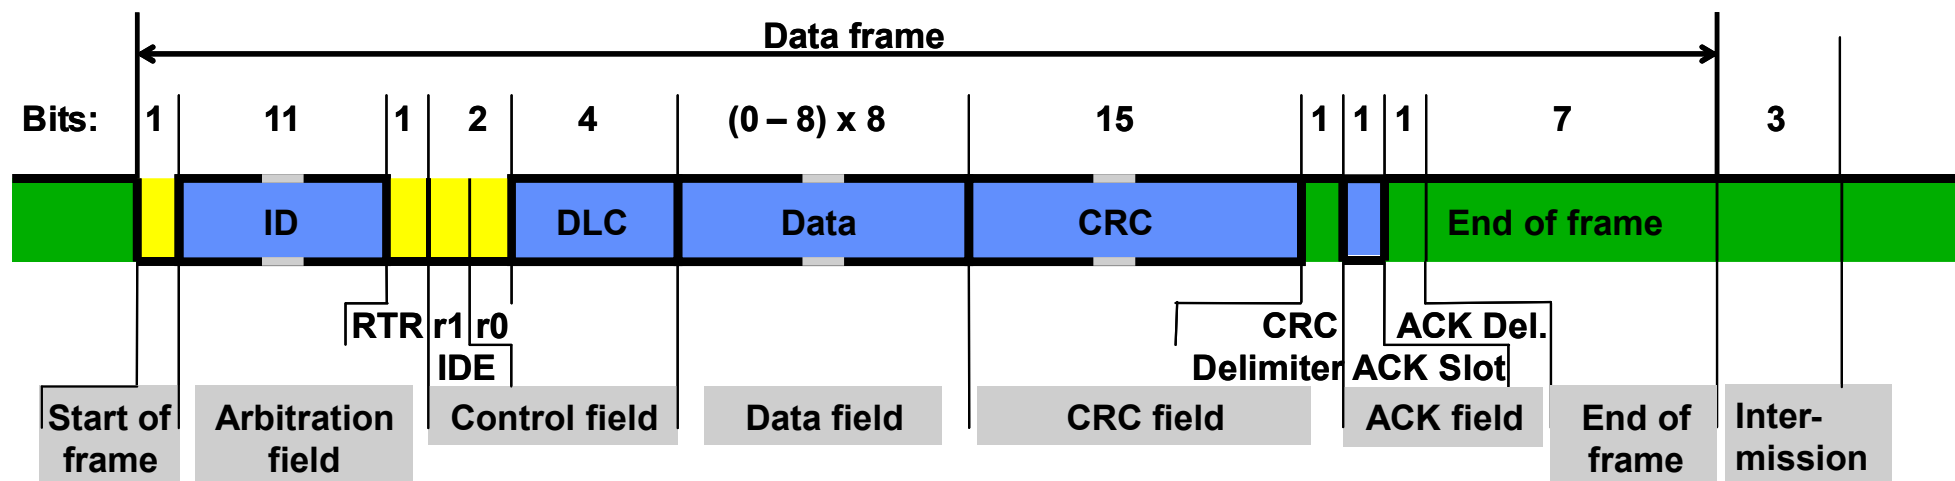 Data frame
Bits: 1 11 1 2 4 (0 – 8) x 8 15 1 1 1 7 3
ID DLC Data CRC End of frame
RTR r1 r0 CRC ACK Del.
IDE Delimiter ACK Slot
Start of frame
Arbitration field
Control field
Data field
CRC field
ACK field
End of frame
Inter-
mission